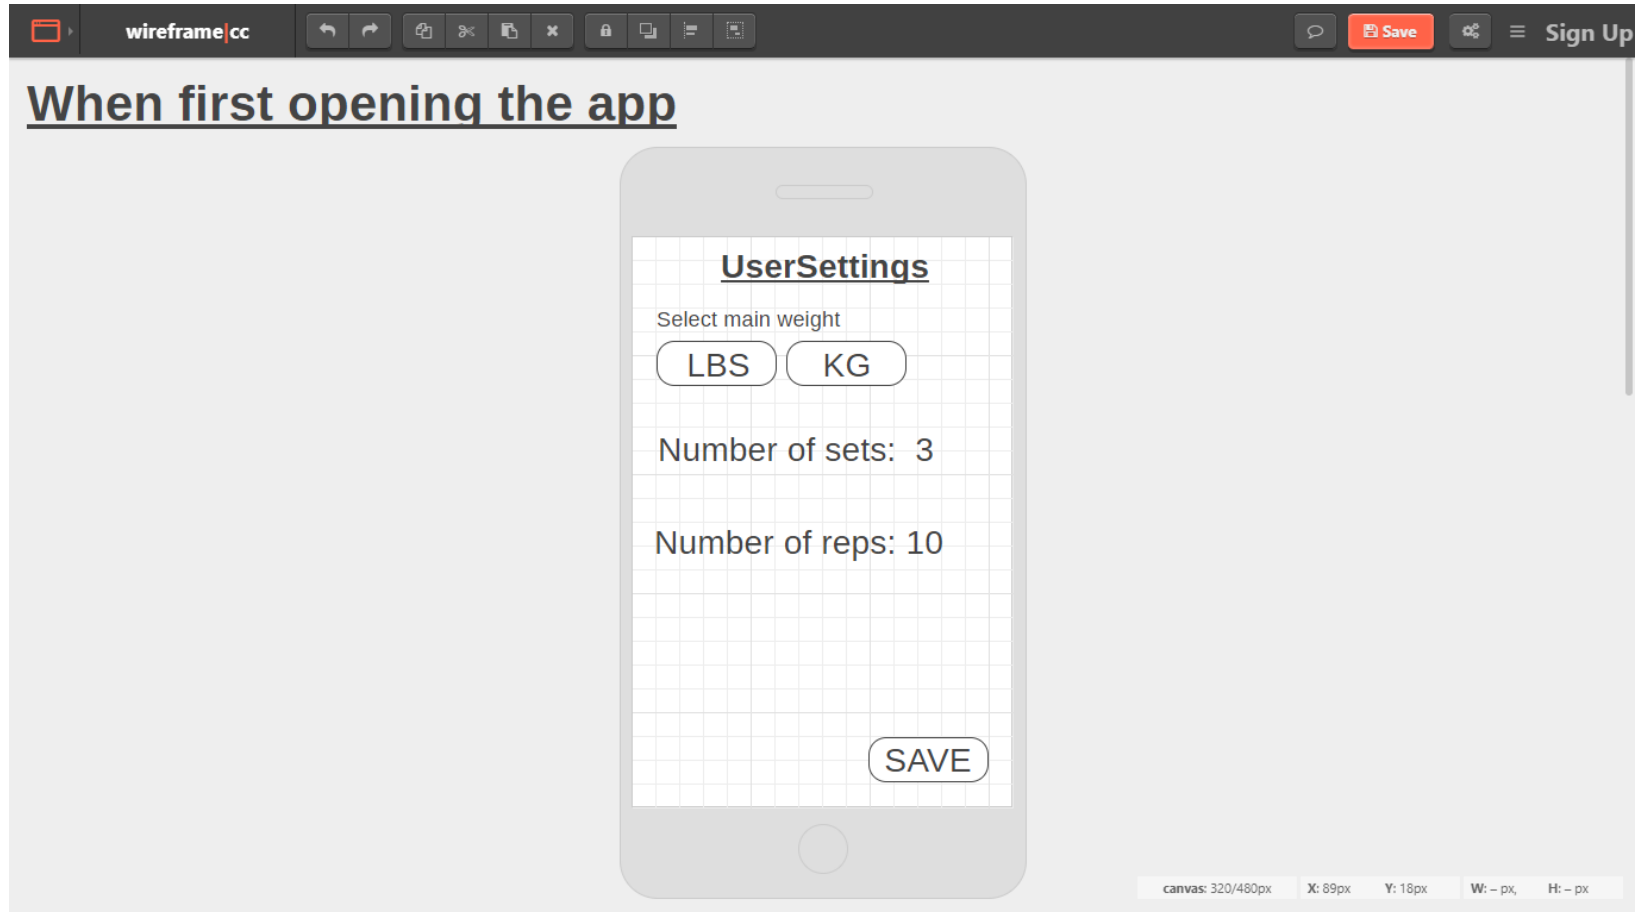 wireframe|cc
Save
Sign Up
When first opening the app
UserSettings
Select main weight
LBS KG
Number of sets: 3
Number of reps: 10
SAVE
canvas: 320/480px X: 89px Y: 18px W: – px, H: – px